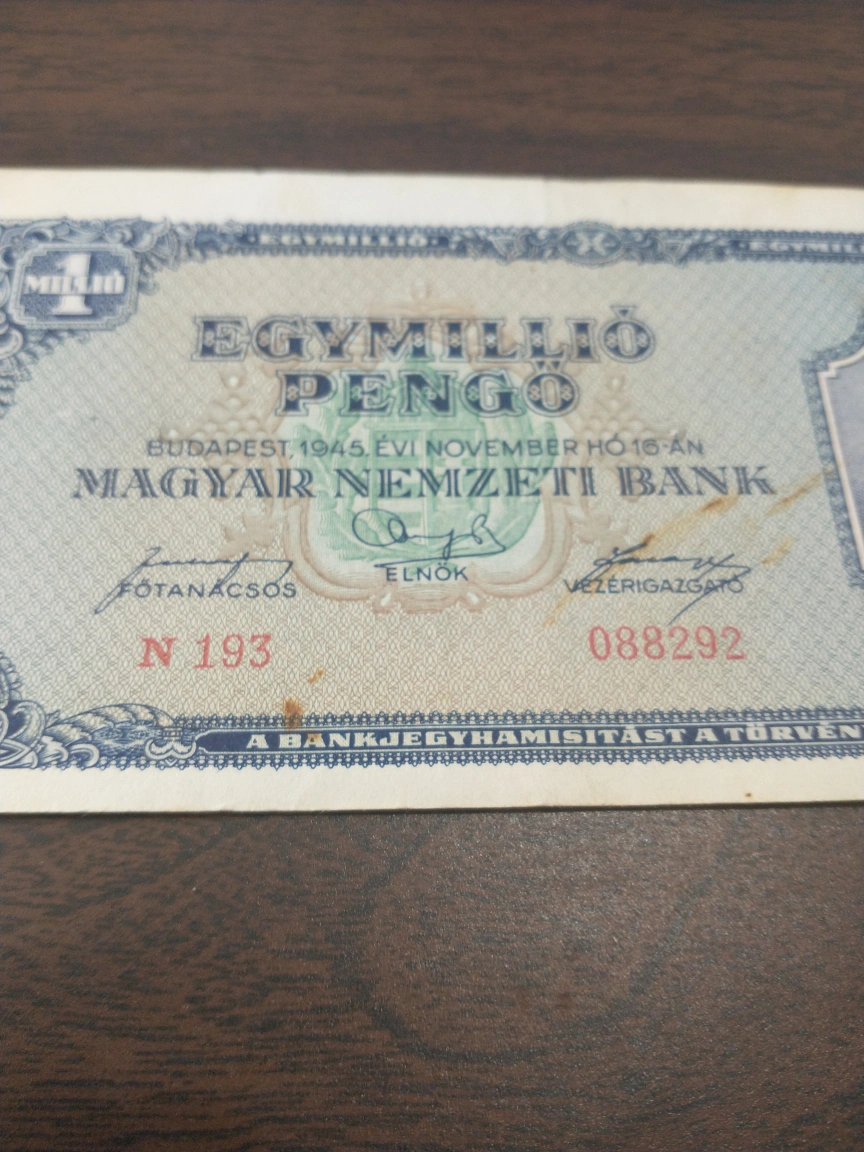 EGYMILLIÓ
EGYMIL
1
MILLIÓ
EGYMILLIÓ
PENGŐ
BUDAPEST, 1945. ÉVI NOVEMBER HÓ 16-ÁN
MAGYAR NEMZETI BANK
FŐTANÁCSOS
ELNÖK
VEZÉRIGAZGATÓ
N 193
088292
A BANKJEGYHAMISITÁST A TÖRVÉN